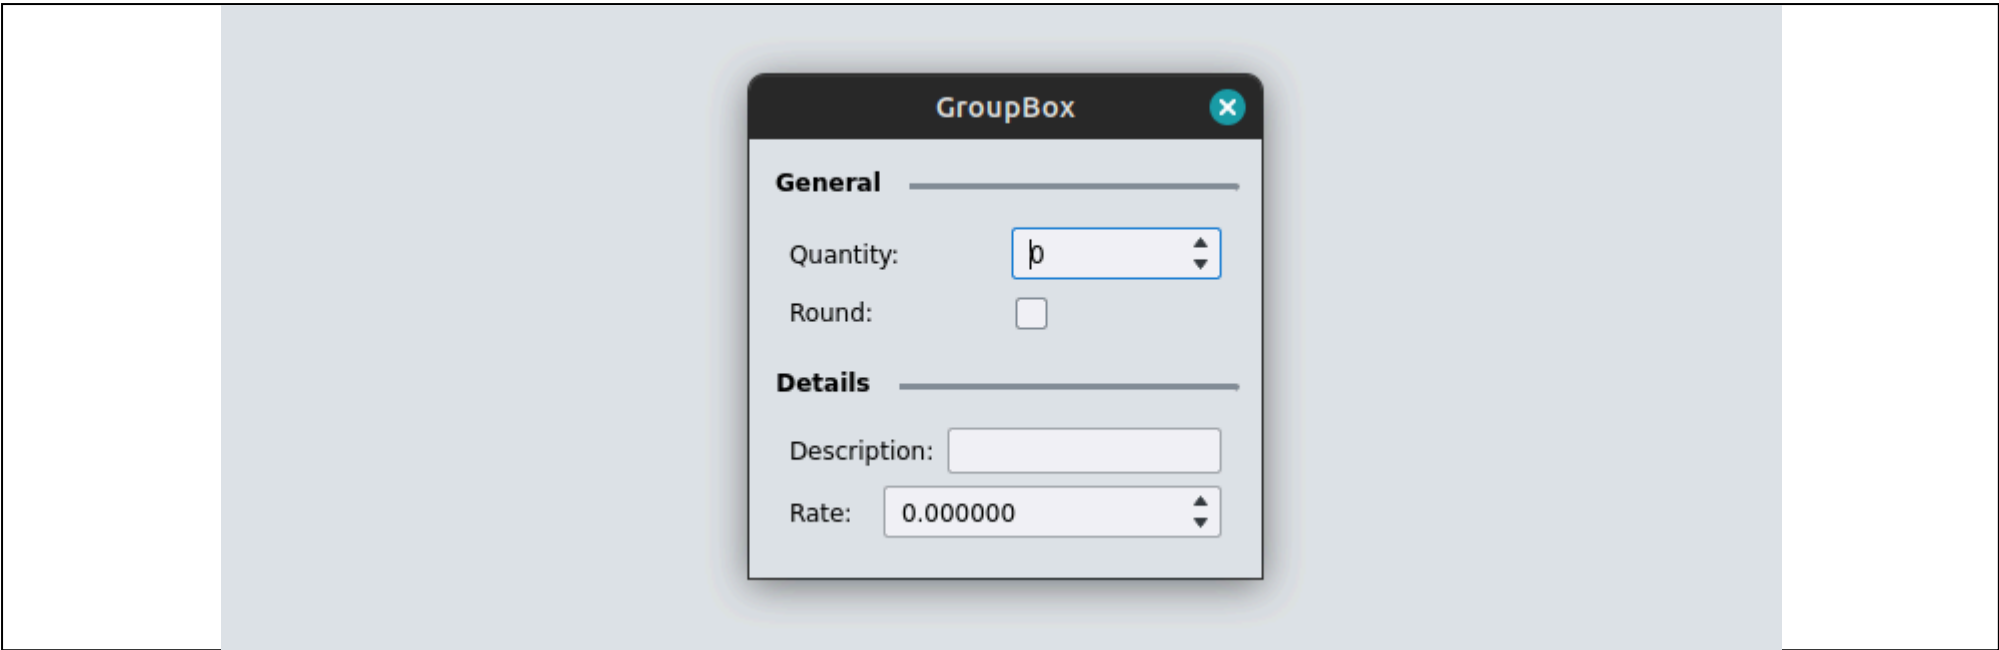 GroupBox
General
Quantity: 0
Round:
Details
Description:
Rate: 0.000000